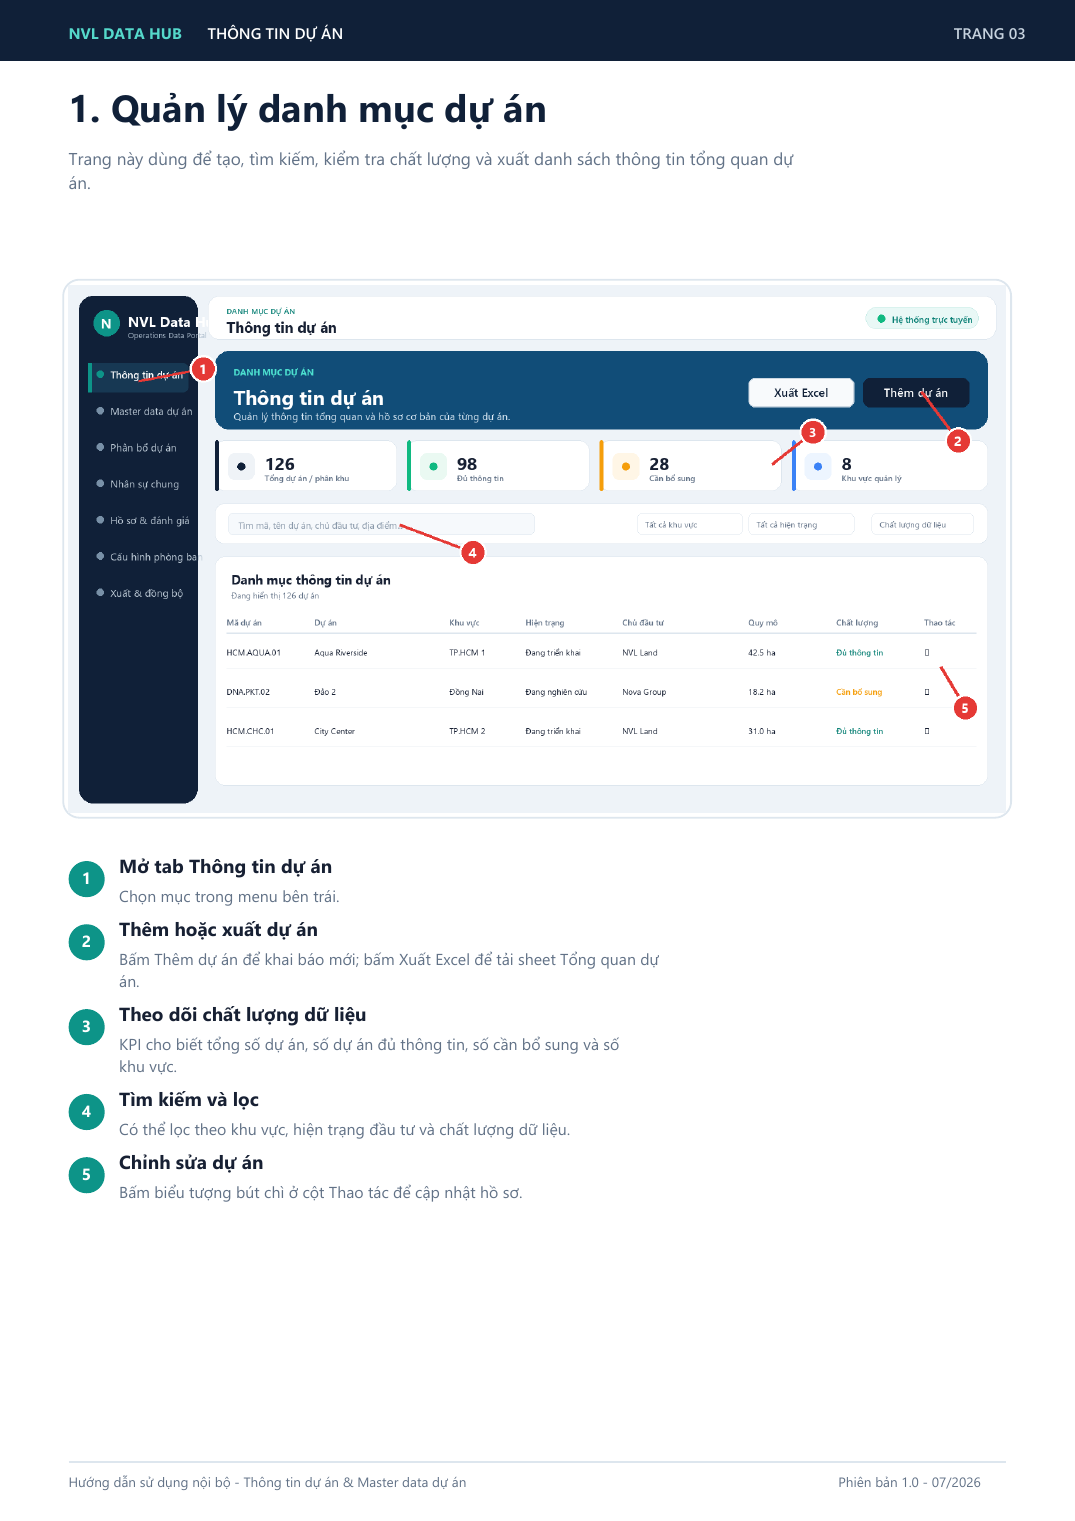 NVL DATA HUB THÔNG TIN DỰ ÁN TRANG 03
1. Quản lý danh mục dự án
Trang này dùng để tạo, tìm kiếm, kiểm tra chất lượng và xuất danh sách thông tin tổng quan dự
án.
N NVL Data H
Operations Data Portal
Thông tin dự án
Master data dự án
Phân bổ dự án
Nhân sự chung
Hồ sơ & đánh giá
Cấu hình phòng ban
Xuất & đồng bộ
DANH MỤC DỰ ÁN
Thông tin dự án
Hệ thống trực tuyến
DANH MỤC DỰ ÁN
Thông tin dự án
Quản lý thông tin tổng quan và hồ sơ cơ bản của từng dự án.
Xuất Excel Thêm dự án
1
2
3
126 98 28 8
Tổng dự án / phân khu Đủ thông tin Cần bổ sung Khu vực quản lý
Tìm mã, tên dự án, chủ đầu tư, địa điểm... Tất cả khu vực Tất cả hiện trạng Chất lượng dữ liệu
4
Danh mục thông tin dự án
Đang hiển thị 126 dự án
Mã dự án Dự án Khu vực Hiện trạng Chủ đầu tư Quy mô Chất lượng Thao tác
HCM.AQUA.01 Aqua Riverside TP.HCM 1 Đang triển khai NVL Land 42.5 ha Đủ thông tin
DNA.PKT.02 Đảo 2 Đồng Nai Đang nghiên cứu Nova Group 18.2 ha Cần bổ sung
5
HCM.CHC.01 City Center TP.HCM 2 Đang triển khai NVL Land 31.0 ha Đủ thông tin
1 Mở tab Thông tin dự án
Chọn mục trong menu bên trái.
2 Thêm hoặc xuất dự án
Bấm Thêm dự án để khai báo mới; bấm Xuất Excel để tải sheet Tổng quan dự
án.
3 Theo dõi chất lượng dữ liệu
KPI cho biết tổng số dự án, số dự án đủ thông tin, số cần bổ sung và số
khu vực.
4 Tìm kiếm và lọc
Có thể lọc theo khu vực, hiện trạng đầu tư và chất lượng dữ liệu.
5 Chỉnh sửa dự án
Bấm biểu tượng bút chì ở cột Thao tác để cập nhật hồ sơ.
Hướng dẫn sử dụng nội bộ - Thông tin dự án & Master data dự án Phiên bản 1.0 - 07/2026